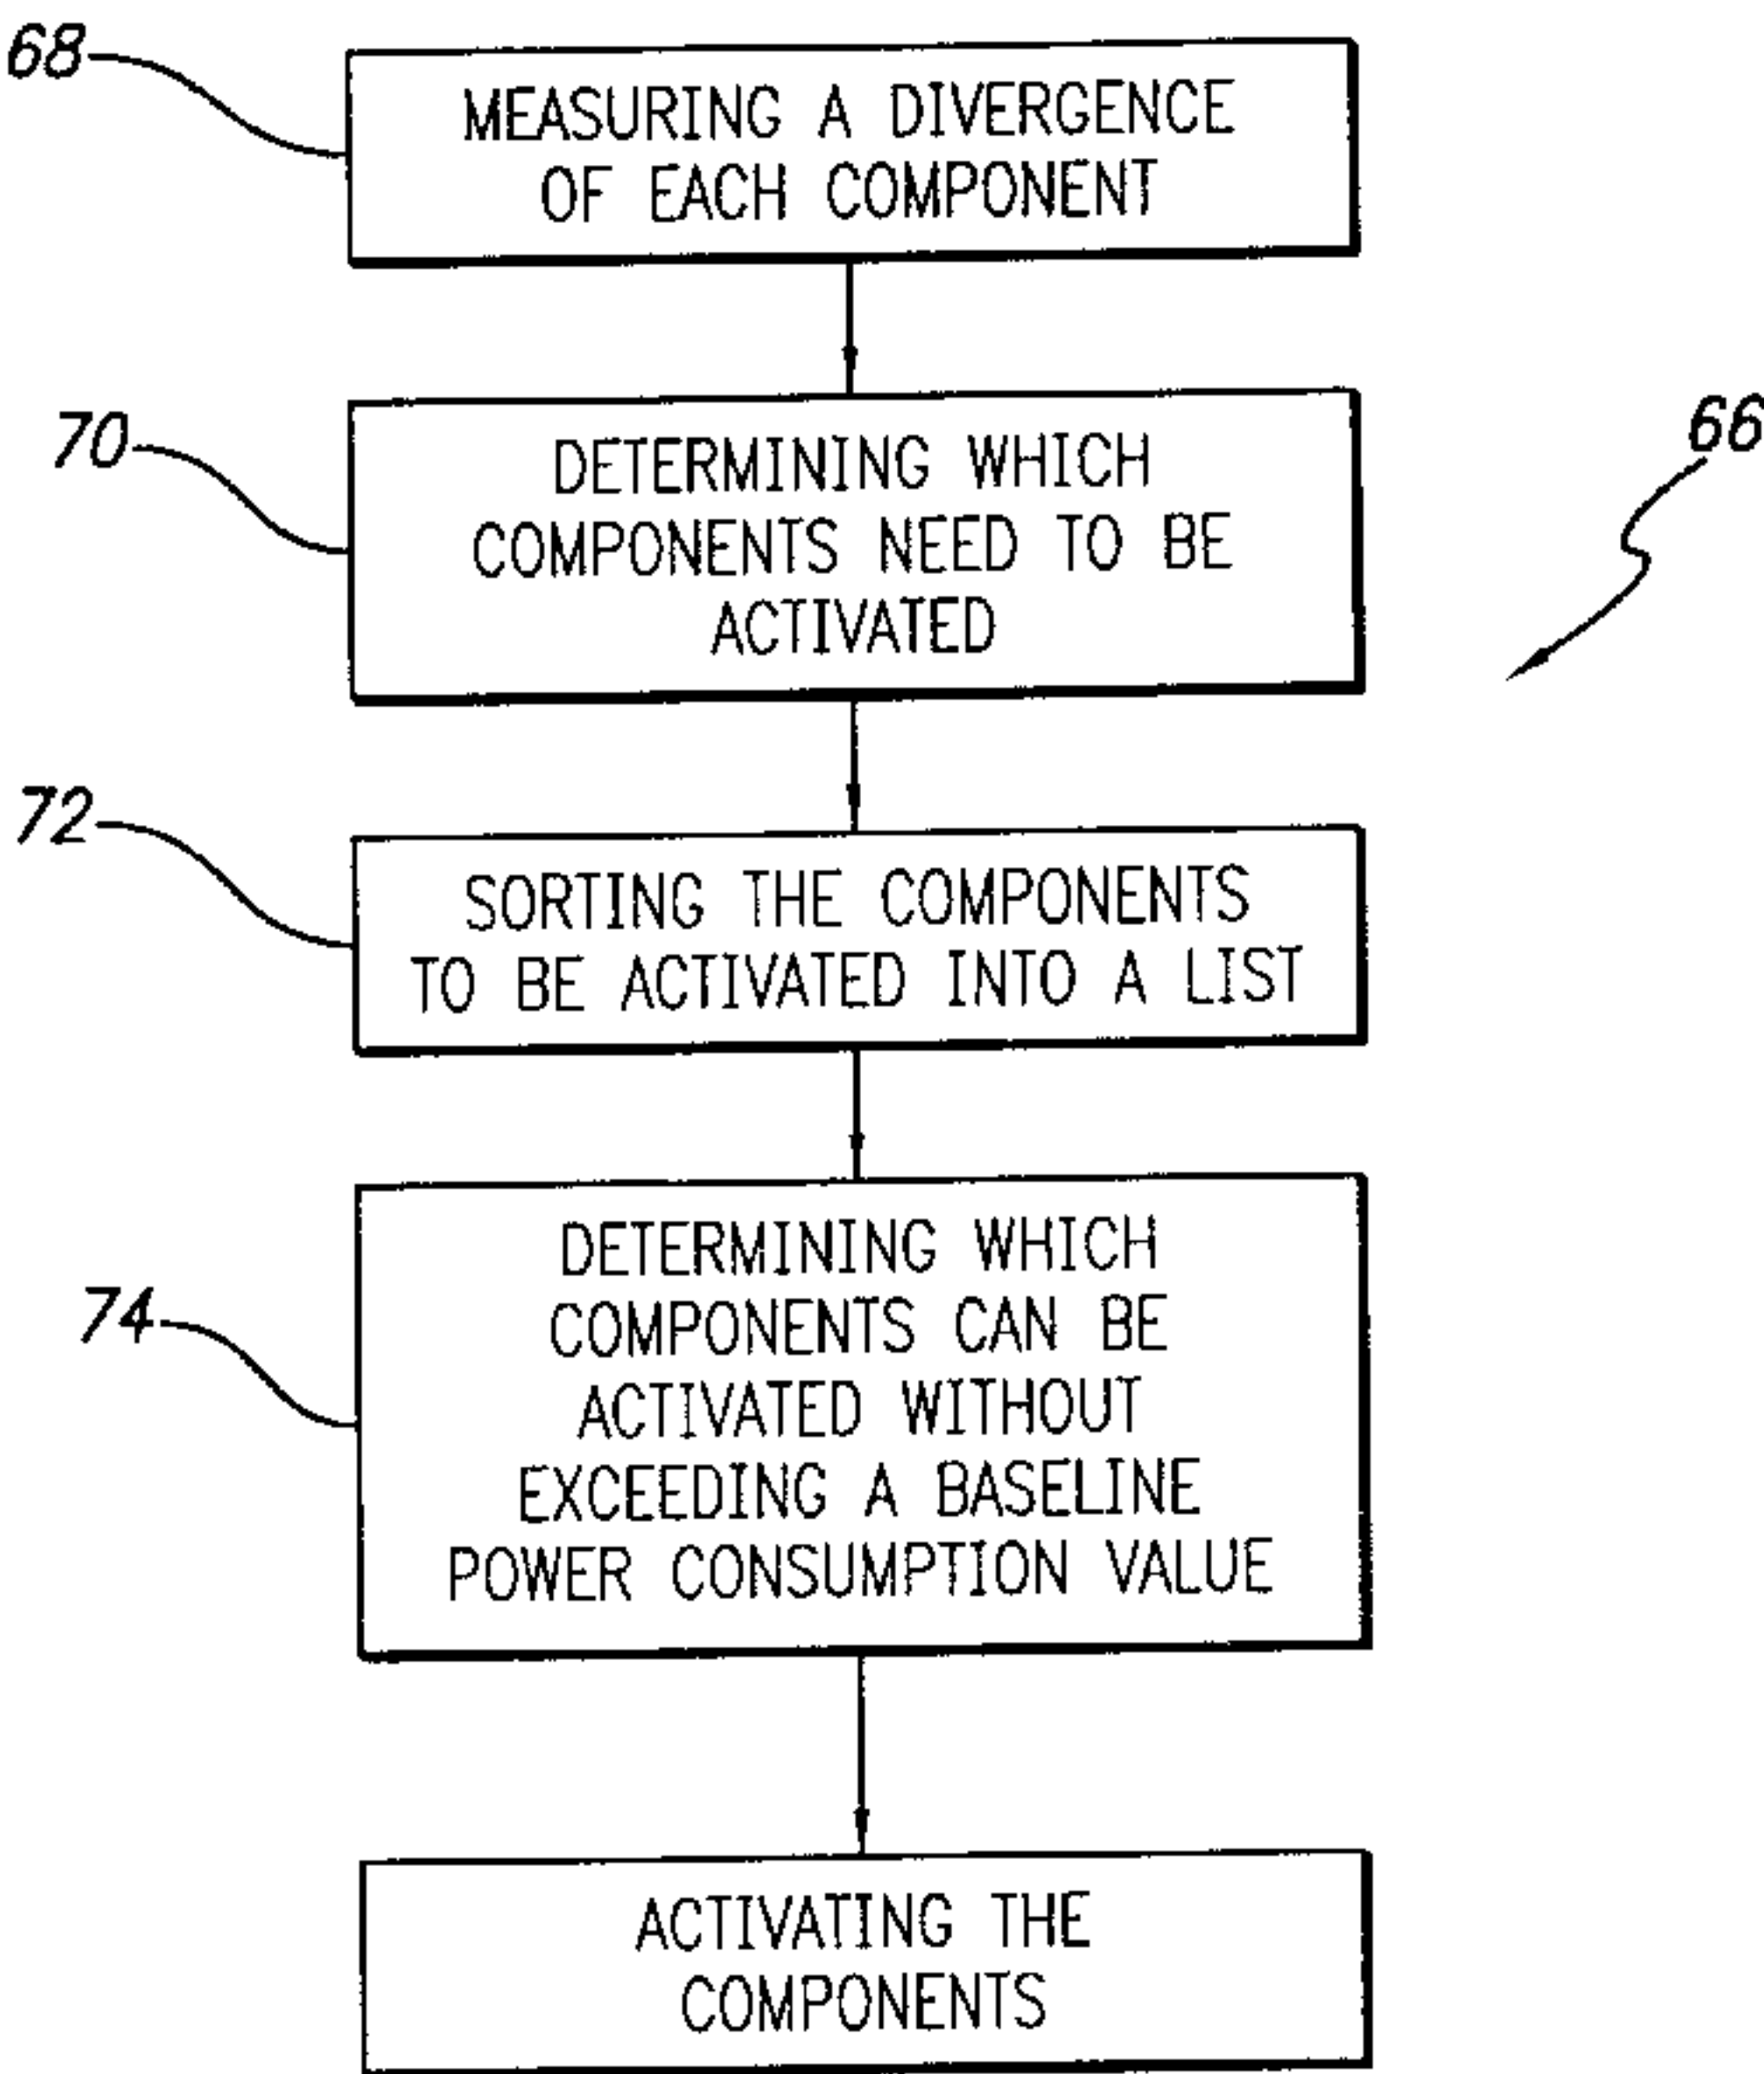 68
MEASURING A DIVERGENCE
OF EACH COMPONENT
70
DETERMINING WHICH
COMPONENTS NEED TO BE
ACTIVATED
66
72
SORTING THE COMPONENTS
TO BE ACTIVATED INTO A LIST
74
DETERMINING WHICH
COMPONENTS CAN BE
ACTIVATED WITHOUT
EXCEEDING A BASELINE
POWER CONSUMPTION VALUE
ACTIVATING THE
COMPONENTS